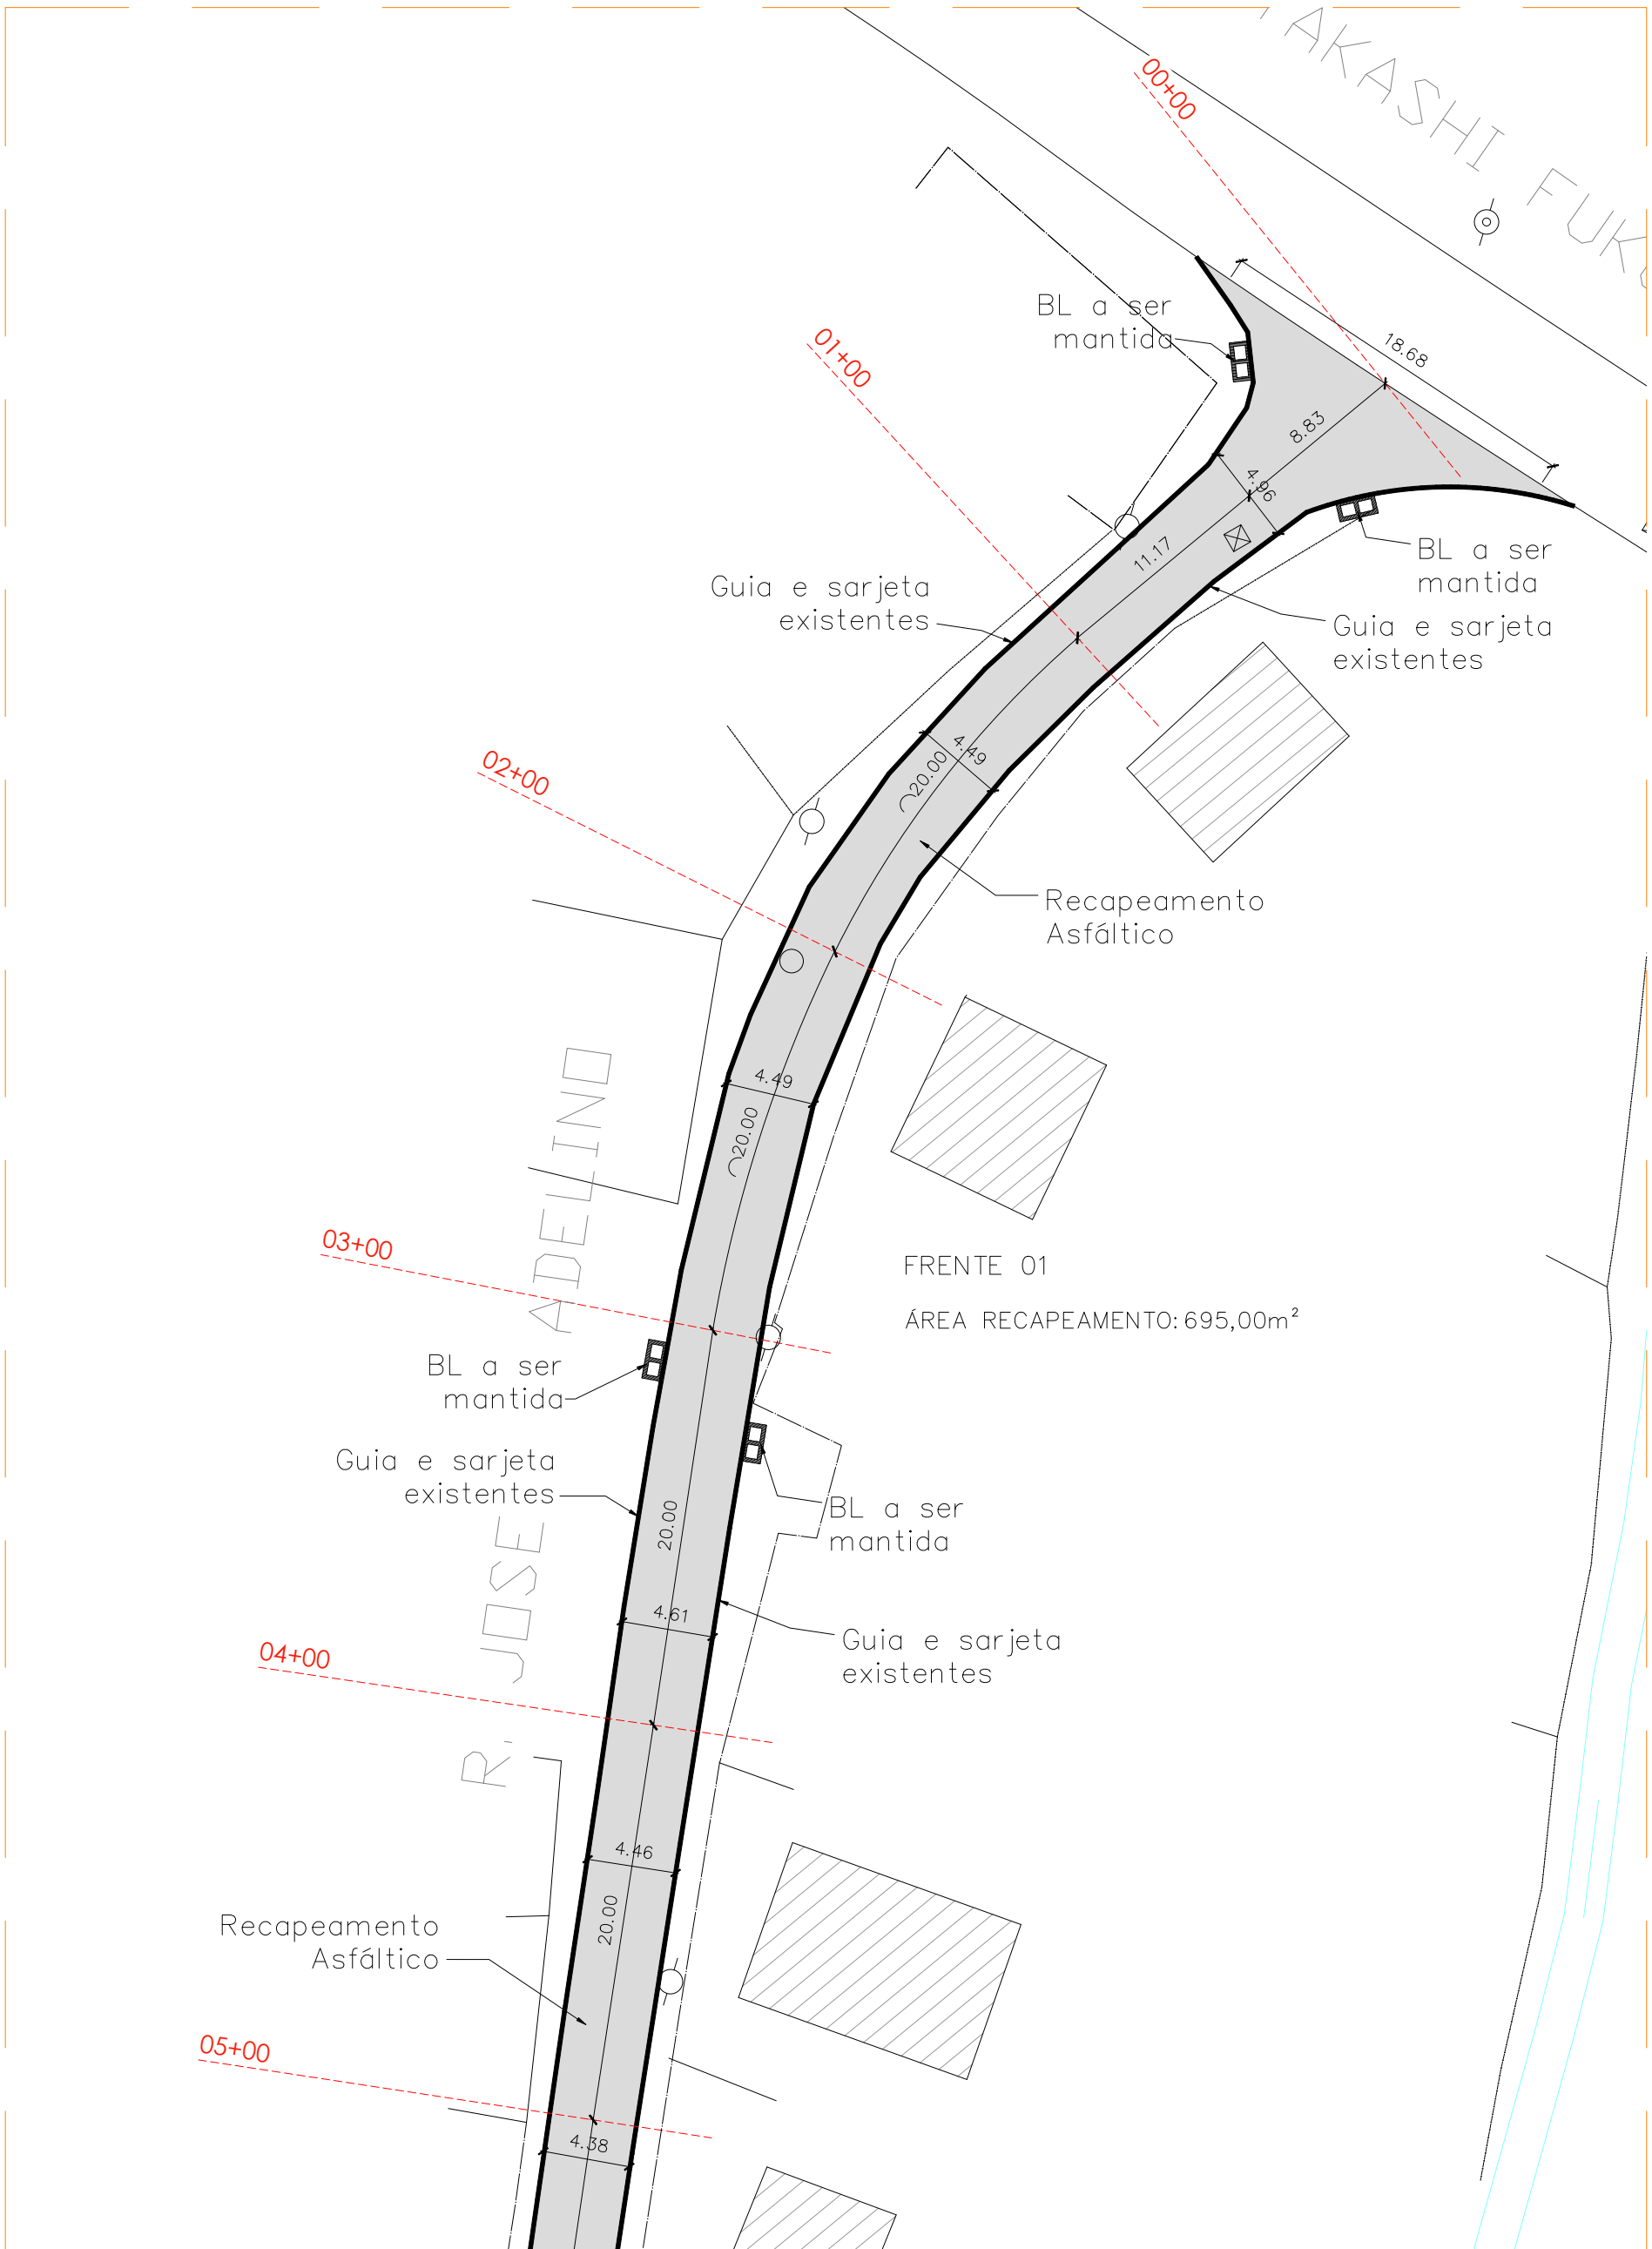 AKASHI FUK
00+00
BL a ser
mantida
18.68
01+00
8.83
4.96
11.17
BL a ser
mantida
Guia e sarjeta
existentes
Guia e sarjeta
existentes
4.49
20.00
02+00
Recapeamento
Asfáltico
4.49
20.00
R. JOSE ADELINO
03+00
FRENTE 01
ÁREA RECAPEAMENTO: 695,00m²
BL a ser
mantida
Guia e sarjeta
existentes
BL a ser
mantida
20.00
4.61
Guia e sarjeta
existentes
04+00
4.46
20.00
Recapeamento
Asfáltico
05+00
4.38